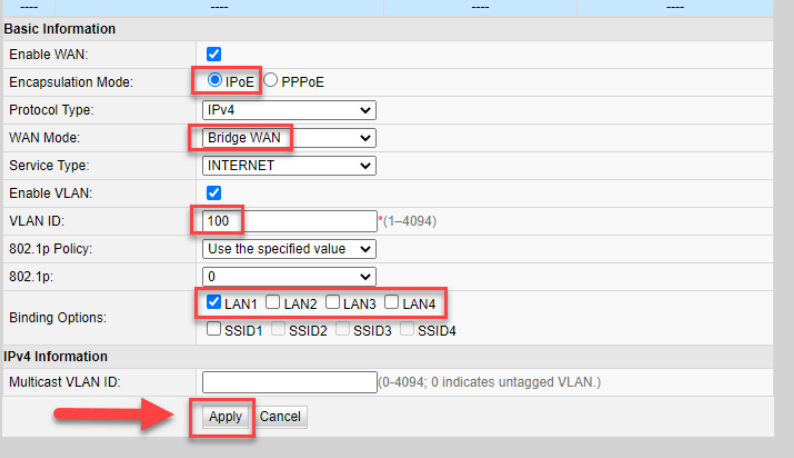 ---- ---- ---- ----
Basic Information
Enable WAN:
Encapsulation Mode: IPoE PPPoE
Protocol Type: IPv4
WAN Mode: Bridge WAN
Service Type: INTERNET
Enable VLAN:
VLAN ID: 100 *(1–4094)
802.1p Policy: Use the specified value
802.1p: 0
Binding Options: LAN1 LAN2 LAN3 LAN4
SSID1 SSID2 SSID3 SSID4
IPv4 Information
Multicast VLAN ID: (0-4094; 0 indicates untagged VLAN.)
Apply Cancel